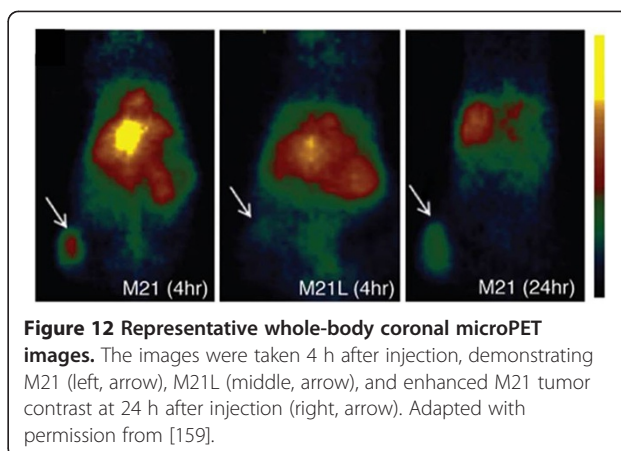 M21 (4hr)
M21L (4hr)
M21 (24hr)
Figure 12 Representative whole-body coronal microPET
images. The images were taken 4 h after injection, demonstrating
M21 (left, arrow), M21L (middle, arrow), and enhanced M21 tumor
contrast at 24 h after injection (right, arrow). Adapted with
permission from [159].